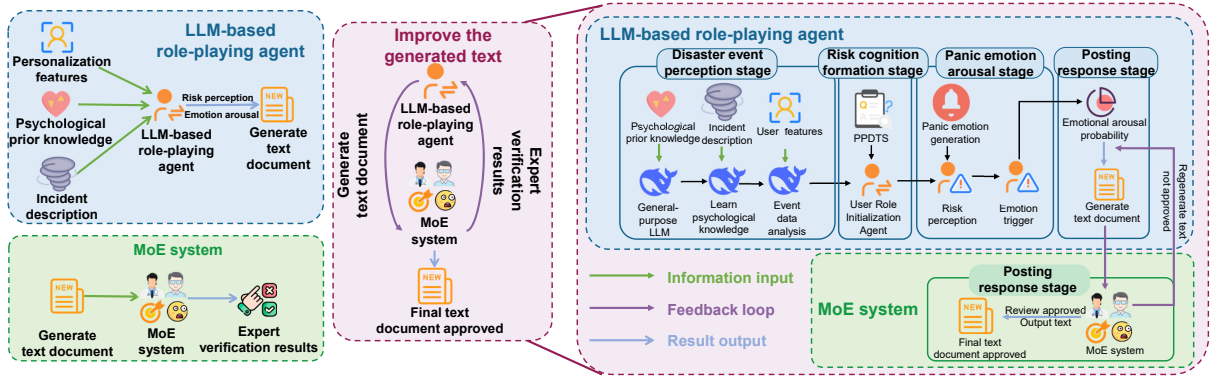 LLM-based
role-playing agent
Personalization
features
Psychological
prior knowledge
Incident
description
Risk perception
Emotion arousal
LLM-based
role-playing agent
NEW
Generate
text document
MoE system
NEW
Generate
text document
MoE
system
Expert
verification results
Improve the
generated text
LLM-based
role-playing
agent
Generate
text document
Expert
verification
results
MoE
system
NEW
Final text
document approved
LLM-based role-playing agent
Disaster event
perception stage
Psychological
prior knowledge
Incident
description
User features
General-
purpose
LLM
Learn
psychological
knowledge
Event
data
analysis
Risk cognition
formation stage
PPDTS
User Role
Initialization
Agent
Panic emotion
arousal stage
Panic emotion
generation
Risk
perception
Emotion
trigger
Posting
response stage
Emotional arousal
probability
NEW
Generate
text document
Regenerate text
not approved
Information input
Feedback loop
Result output
MoE system
Posting
response stage
NEW
Final text
document approved
Review approved
Output text
MoE system